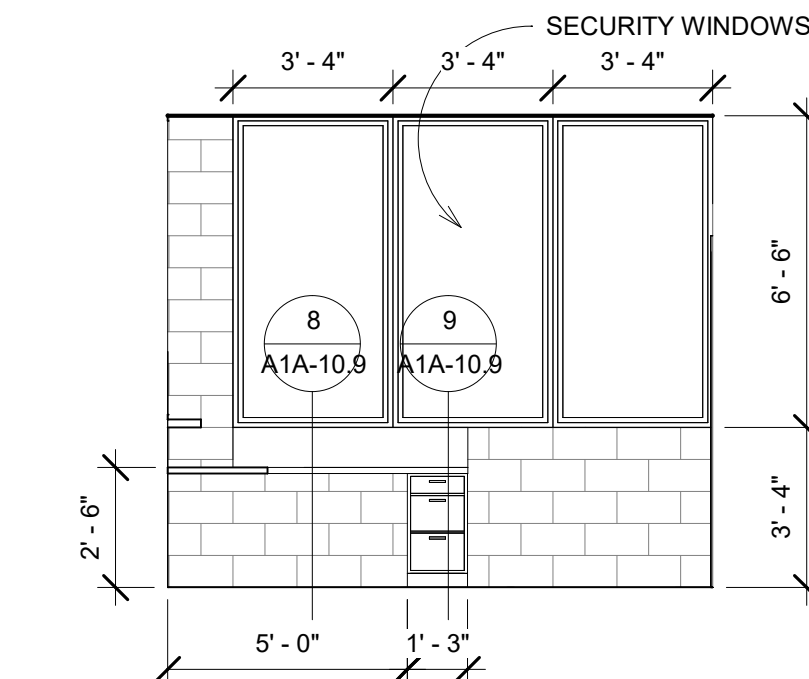 SECURITY WINDOWS
3' - 4" 3' - 4" 3' - 4"
6' - 6"
8 9
A1A-10.9 A1A-10.9
2' - 6" 3' - 4"
5' - 0" 1' - 3"